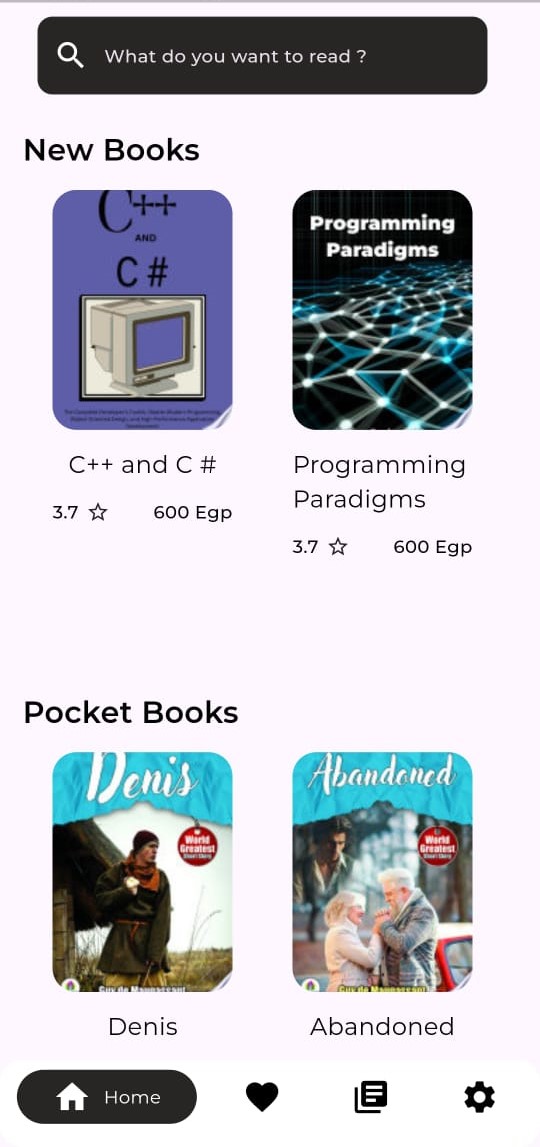 What do you want to read ?
New Books
C++
AND
C #
Programming
Paradigms
C++ and C #
3.7
600 Egp
Programming
Paradigms
3.7
600 Egp
Pocket Books
Denis
World
Greatest
Short Story
Guy de Maupassant
Abandoned
World
Greatest
Short Story
Guy de Maupassant
Denis
Abandoned
Home